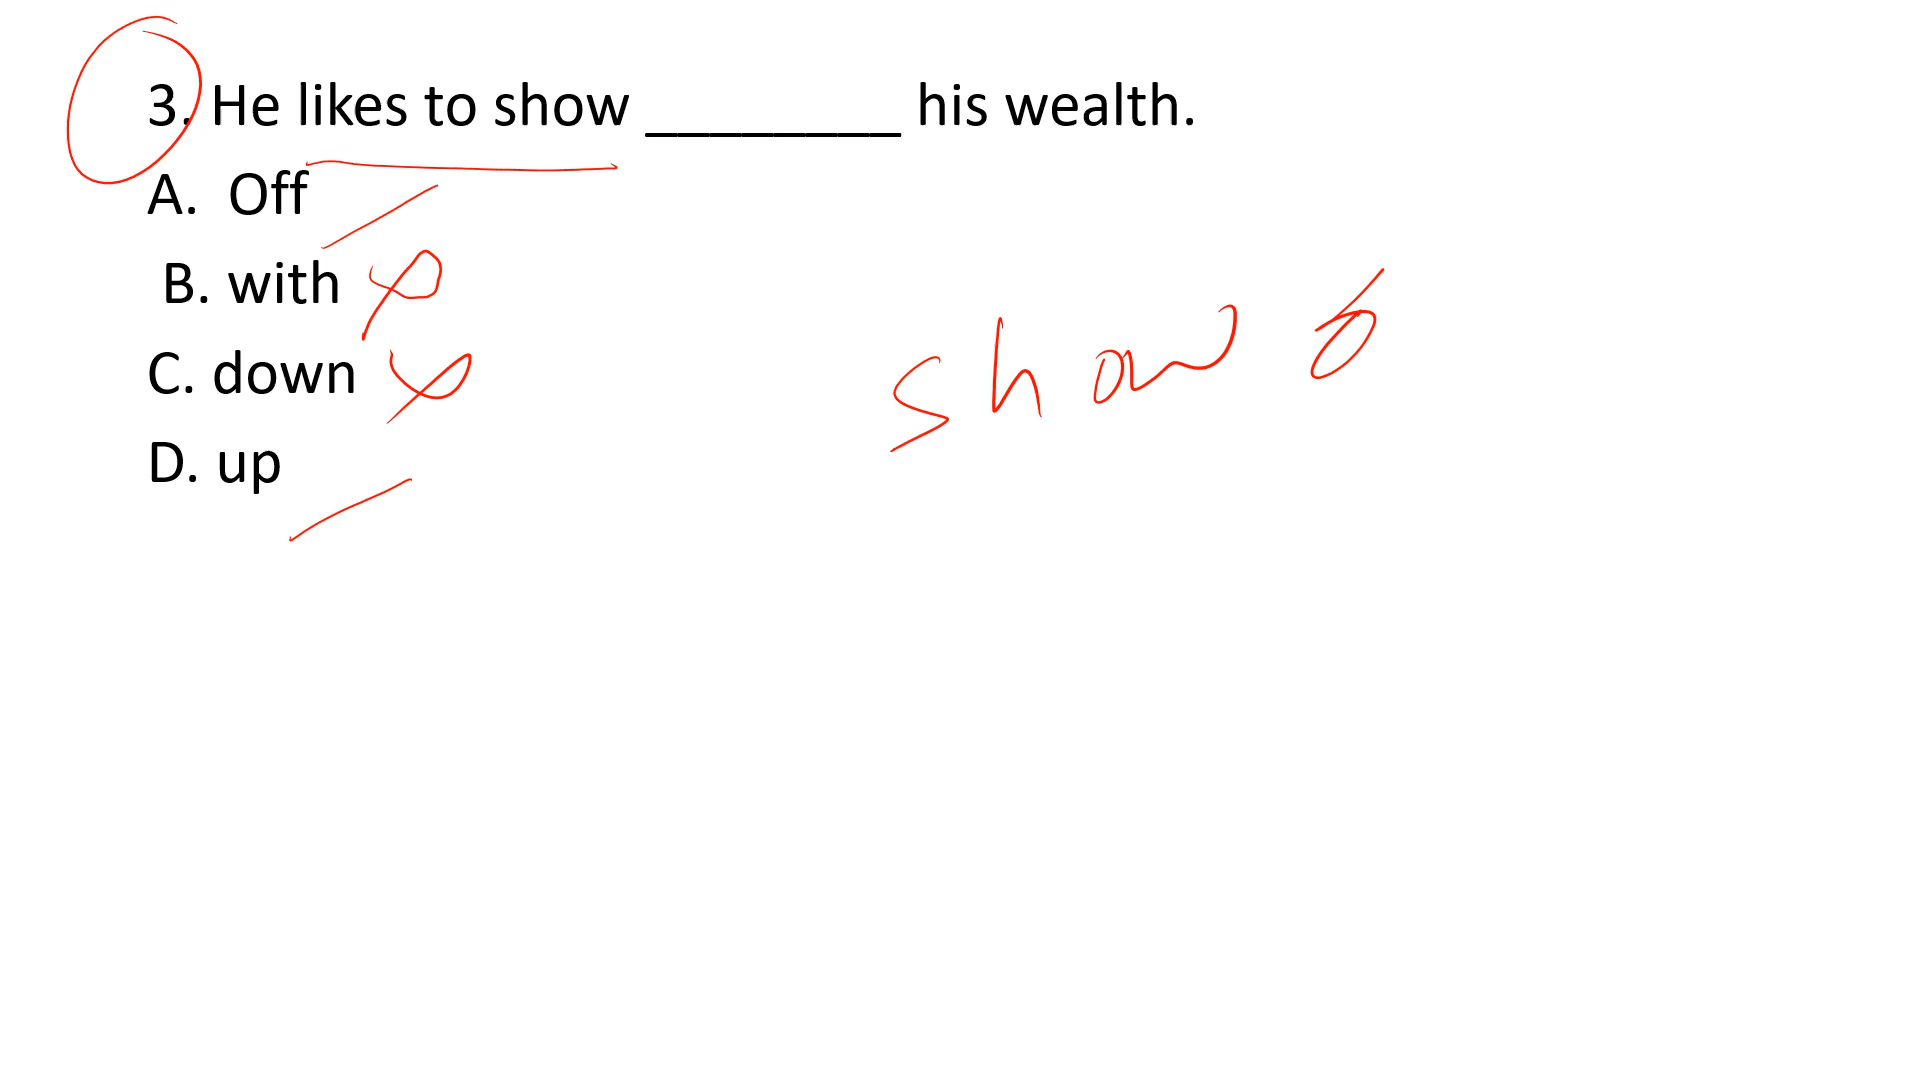 3. He likes to show ________ his wealth.
A. Off
B. with
C. down
D. up
show